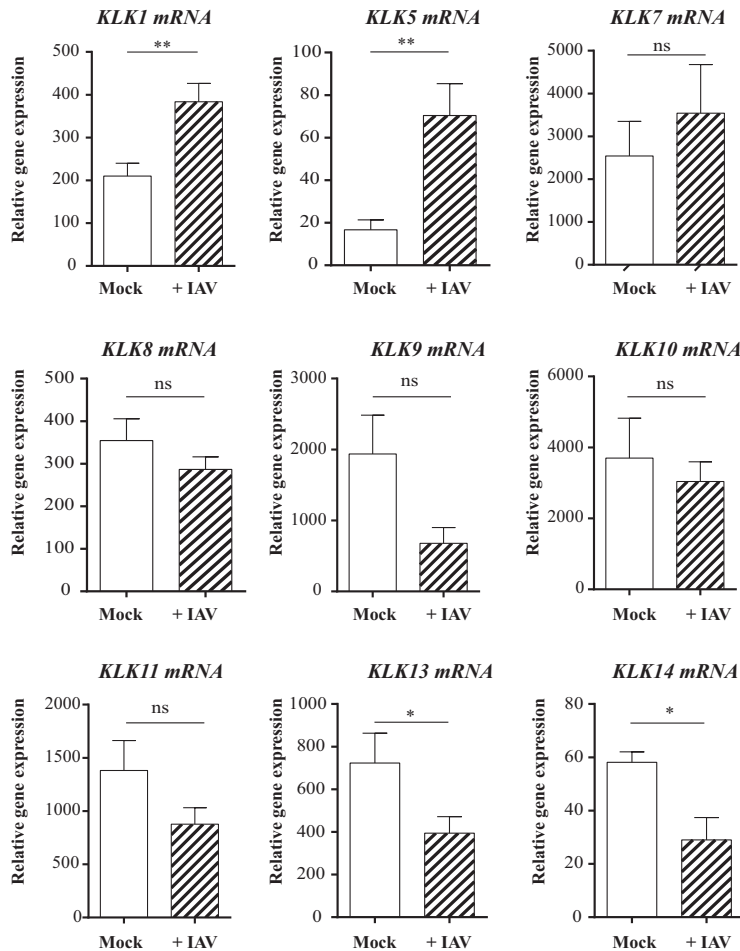 KLK1 mRNA
**
Relative gene expression
500
400
300
200
100
0
Mock + IAV
KLK5 mRNA
**
Relative gene expression
100
80
60
40
20
0
Mock + IAV
KLK7 mRNA
ns
Relative gene expression
5000
4000
3000
2000
1000
0
Mock + IAV
KLK8 mRNA
ns
Relative gene expression
500
400
300
300
300
0
Mock + IAV
KLK9 mRNA
ns
Relative gene expression
3000
2000
1000
0
Mock + IAV
KLK10 mRNA
ns
Relative gene expression
6000
4000
2000
0
Mock + IAV
KLK11 mRNA
ns
Relative gene expression
2000
1500
1000
500
0
Mock + IAV
KLK13 mRNA
*
Relative gene expression
1000
800
600
400
200
0
Mock + IAV
KLK14 mRNA
*
Relative gene expression
80
60
40
20
0
Mock + IAV